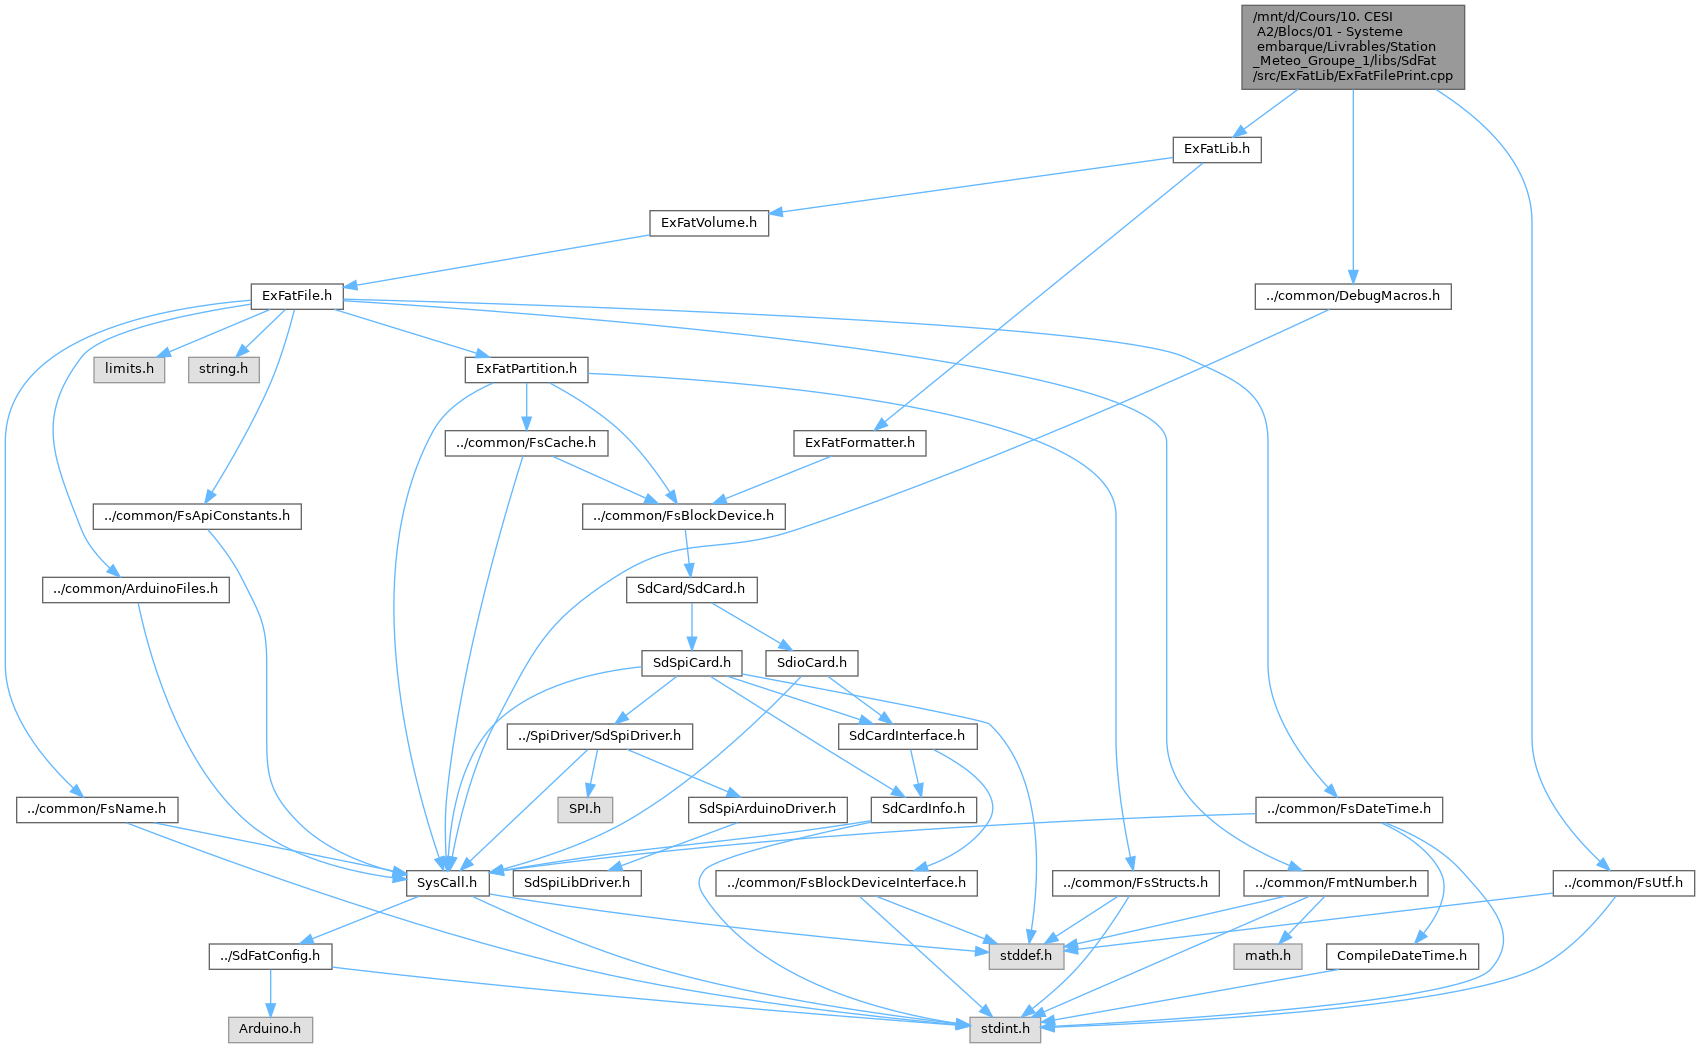 /mnt/d/Cours/10. CESI
A2/Blocs/01 - Systeme
embarque/Livrables/Station
_Meteo_Groupe_1/libs/SdFat
/src/ExFatLib/ExFatFilePrint.cpp
ExFatLib.h
ExFatVolume.h
ExFatFile.h
../common/DebugMacros.h
limits.h
string.h
ExFatPartition.h
../common/FsCache.h
ExFatFormatter.h
../common/FsApiConstants.h
../common/FsBlockDevice.h
../common/ArduinoFiles.h
SdCard/SdCard.h
SdSpiCard.h
SdioCard.h
../SpiDriver/SdSpiDriver.h
SdCardInterface.h
../common/FsName.h
SPI.h
SdSpiArduinoDriver.h
SdCardInfo.h
../common/FsDateTime.h
SysCall.h
SdSpiLibDriver.h
../common/FsBlockDeviceInterface.h
../common/FsStructs.h
../common/FmtNumber.h
../common/FsUtf.h
../SdFatConfig.h
stddef.h
math.h
CompileDateTime.h
Arduino.h
stdint.h